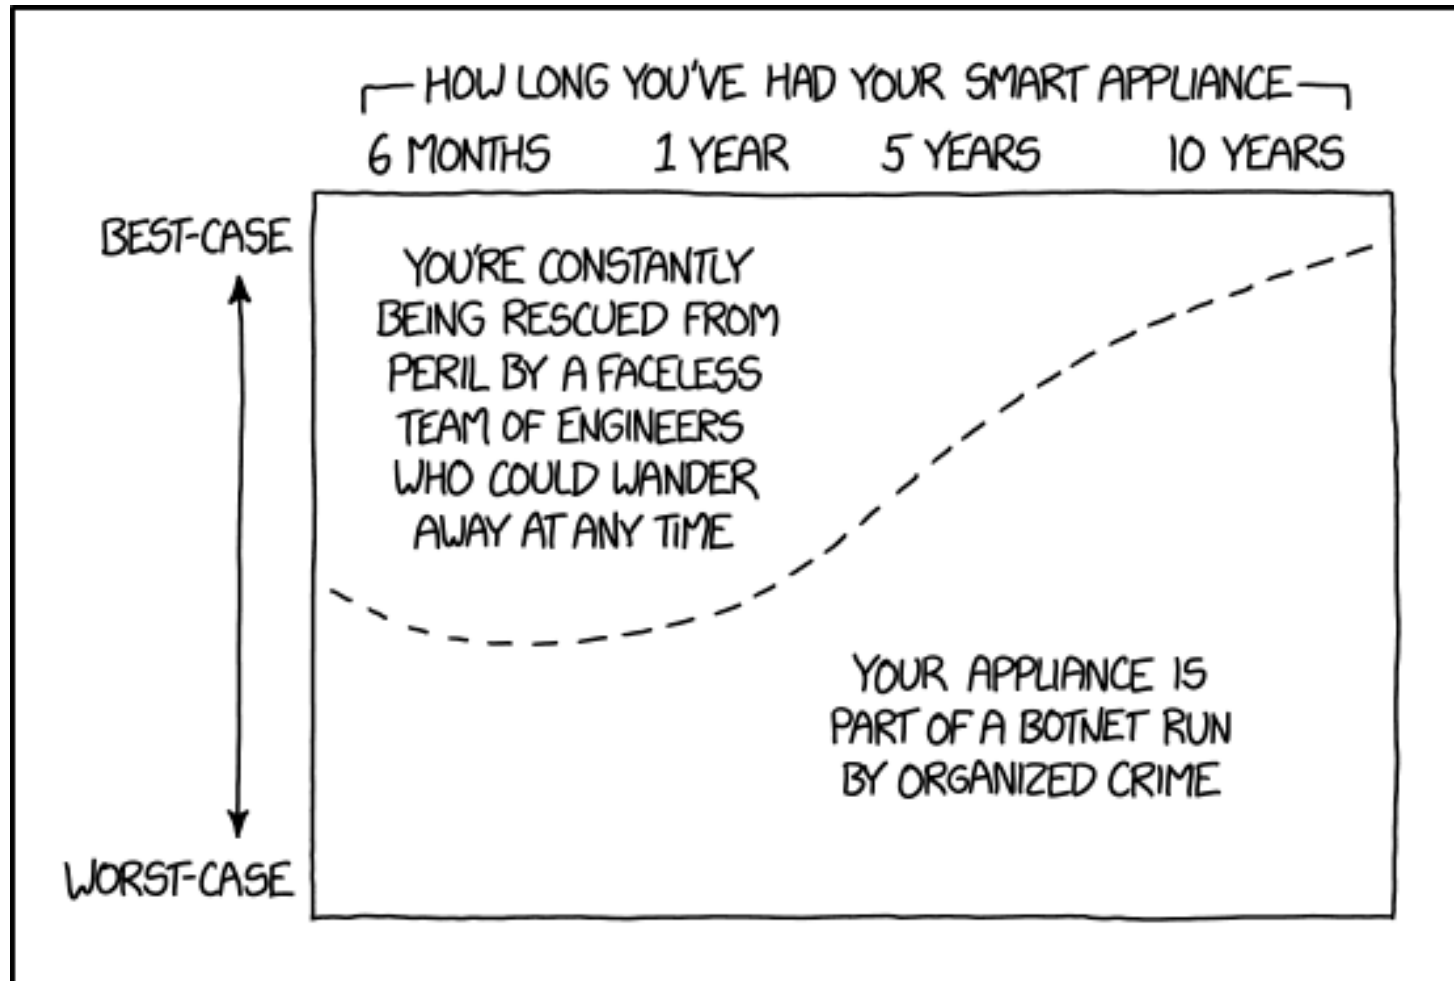 HOW LONG YOU'VE HAD YOUR SMART APPLIANCE
6 MONTHS 1 YEAR 5 YEARS 10 YEARS
BEST-CASE
YOU'RE CONSTANTLY
BEING RESCUED FROM
PERIL BY A FACELESS
TEAM OF ENGINEERS
WHO COULD WANDER
AWAY AT ANY TIME
YOUR APPLIANCE IS
PART OF A BOTNET RUN
BY ORGANIZED CRIME
WORST-CASE